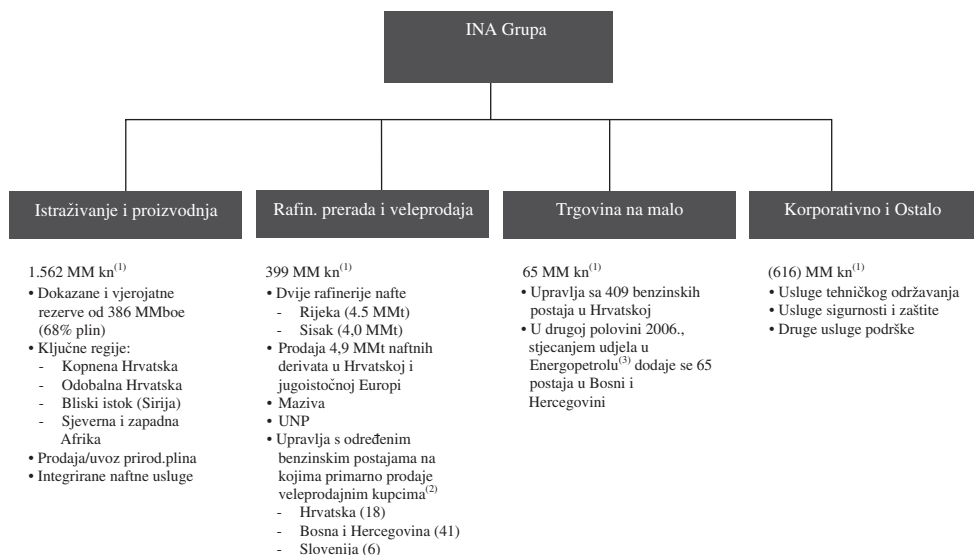 INA Grupa
Istraživanje i proizvodnja
1.562 MM kn(1)
• Dokazane i vjerojatne
rezerve od 386 MMboe
(68% plin)
• Ključne regije:
- Kopnena Hrvatska
- Odobalna Hrvatska
- Bliski istok (Sirija)
- Sjeverna i zapadna
Afrika
• Prodaja/uvoz prirod.plina
• Integrirane naftne usluge
Rafin. prerada i veleprodaja
399 MM kn(1)
• Dvije rafinerije nafte
- Rijeka (4.5 MMt)
- Sisak (4,0 MMt)
• Prodaja 4,9 MMt naftnih
derivata u Hrvatskoj i
jugoistočnoj Europi
• Maziva
• UNP
• Upravlja s određenim
benzinskim postajama na
kojima primarno prodaje
veleprodajnim kupcima(2)
- Hrvatska (18)
- Bosna i Hercegovina (41)
- Slovenija (6)
Trgovina na malo
65 MM kn(1)
• Upravlja sa 409 benzinskih
postaja u Hrvatskoj
• U drugoj polovini 2006.,
stjecanjem udjela u
Energopetrolu(3) dodaje se 65
postaja u Bosni i
Hercegovini
Korporativno i Ostalo
(616) MM kn(1)
• Usluge tehničkog održavanja
• Usluge sigurnosti i zaštite
• Druge usluge podrške